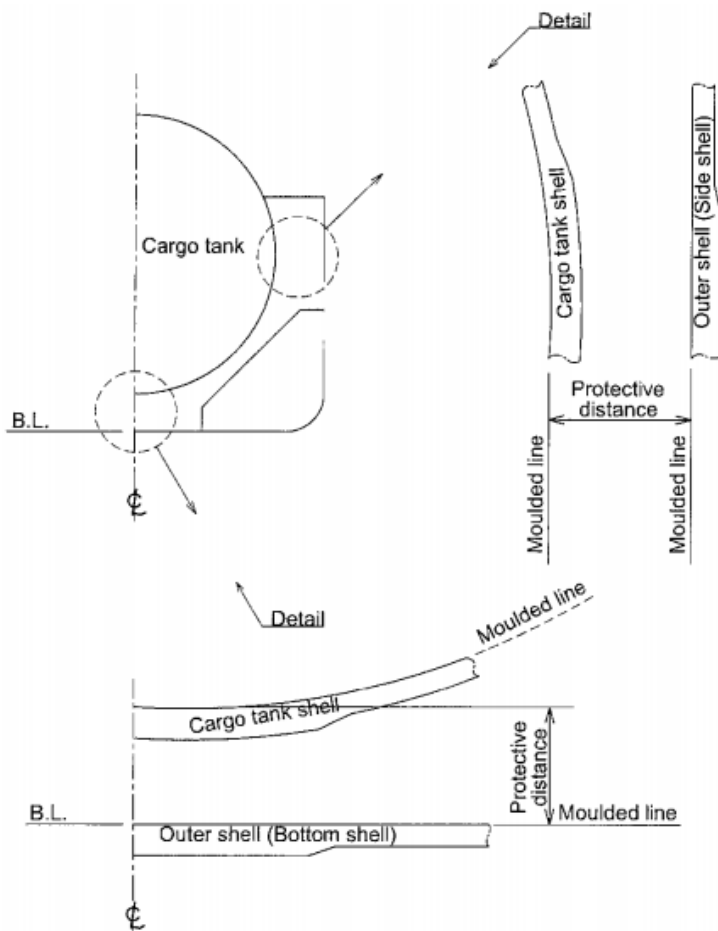 Detail
Cargo tank
Cargo tank shell
Outer shell (Side shell)
B.L.
Protective
distance
Moulded line
Moulded line
℄
Detail
Moulded line
Cargo tank shell
Protective
distance
B.L.
Moulded line
Outer shell (Bottom shell)
℄